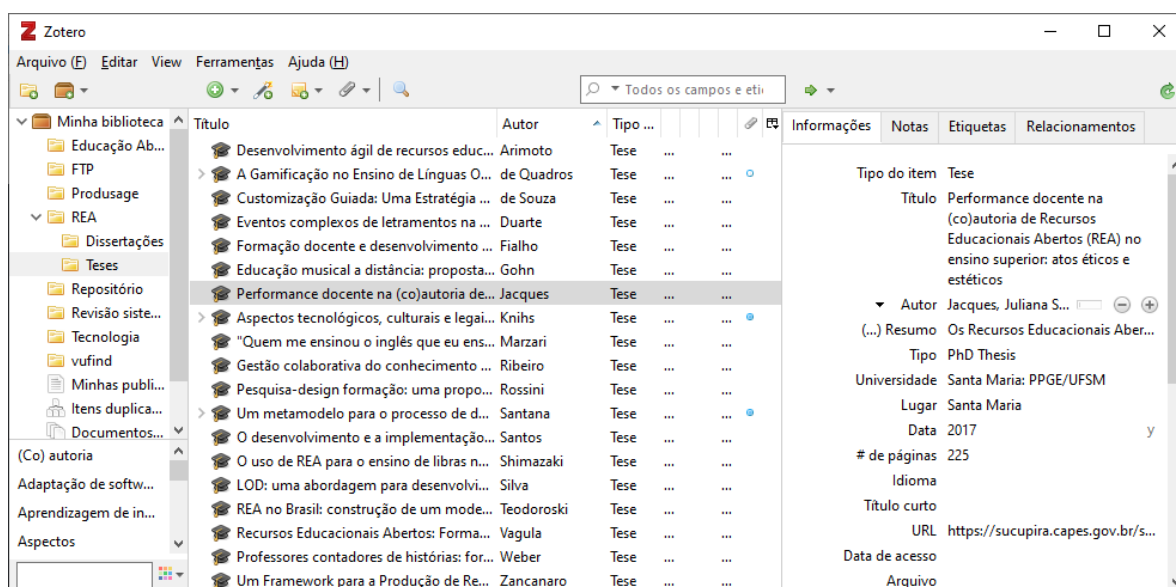 Zotero
Arquivo (F) Editar View Ferramentas Ajuda (H)
Todos os campos e eti
Minha biblioteca
Educação Ab...
FTP
Produsage
REA
Dissertações
Teses
Repositório
Revisão siste...
Tecnologia
vufind
Minhas publi...
Itens duplica...
Documentos...
(Co) autoria
Adaptação de softw...
Aprendizagem de in...
Aspectos
Título Autor Tipo ...
Desenvolvimento ágil de recursos educ... Arimoto Tese ... ...
A Gamificação no Ensino de Línguas O... de Quadros Tese ... ...
Customização Guiada: Uma Estratégia ... de Souza Tese ... ...
Eventos complexos de letramentos na ... Duarte Tese ... ...
Formação docente e desenvolvimento ... Fialho Tese ... ...
Educação musical a distância: proposta... Gohn Tese ... ...
Performance docente na (co)autoria de... Jacques Tese ... ...
Aspectos tecnológicos, culturais e legai... Knihs Tese ... ...
"Quem me ensinou o inglês que eu ens... Marzari Tese ... ...
Gestão colaborativa do conhecimento ... Ribeiro Tese ... ...
Pesquisa-design formação: uma propo... Rossini Tese ... ...
Um metamodelo para o processo de d... Santana Tese ... ...
O desenvolvimento e a implementação... Santos Tese ... ...
O uso de REA para o ensino de libras n... Shimazaki Tese ... ...
LOD: uma abordagem para desenvolvi... Silva Tese ... ...
REA no Brasil: construção de um mode... Teodoroski Tese ... ...
Recursos Educacionais Abertos: Forma... Vagula Tese ... ...
Professores contadores de histórias: for... Weber Tese ... ...
Um Framework para a Produção de Re... Zancanaro Tese ... ...
Informações Notas Etiquetas Relacionamentos
Tipo do item Tese
Título Performance docente na
(co)autoria de Recursos
Educacionais Abertos (REA) no
ensino superior: atos éticos e
estéticos
Autor Jacques, Juliana S...
(...) Resumo Os Recursos Educacionais Aber...
Tipo PhD Thesis
Universidade Santa Maria: PPGE/UFSM
Lugar Santa Maria
Data 2017 y
# de páginas 225
Idioma
Título curto
URL https://sucupira.capes.gov.br/s...
Data de acesso
Arquivo